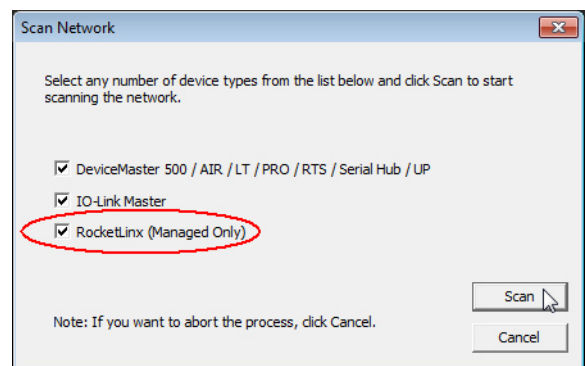 Scan Network
Select any number of device types from the list below and click Scan to start
scanning the network.
DeviceMaster 500 / AIR / LT / PRO / RTS / Serial Hub / UP
IO-Link Master
RocketLinx (Managed Only)
Scan
Note: If you want to abort the process, click Cancel.
Cancel